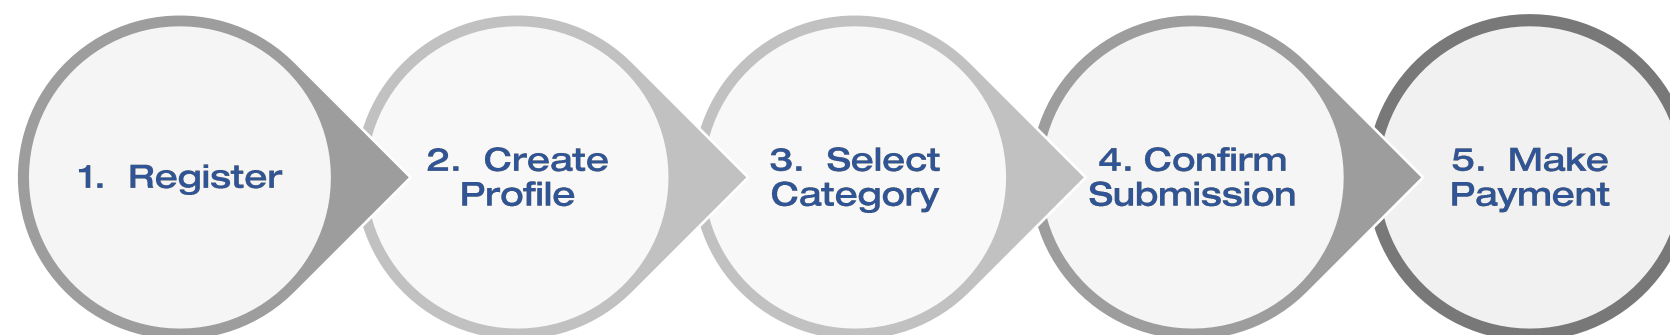 1. Register
2. Create
Profile
3. Select
Category
4. Confirm
Submission
5. Make
Payment